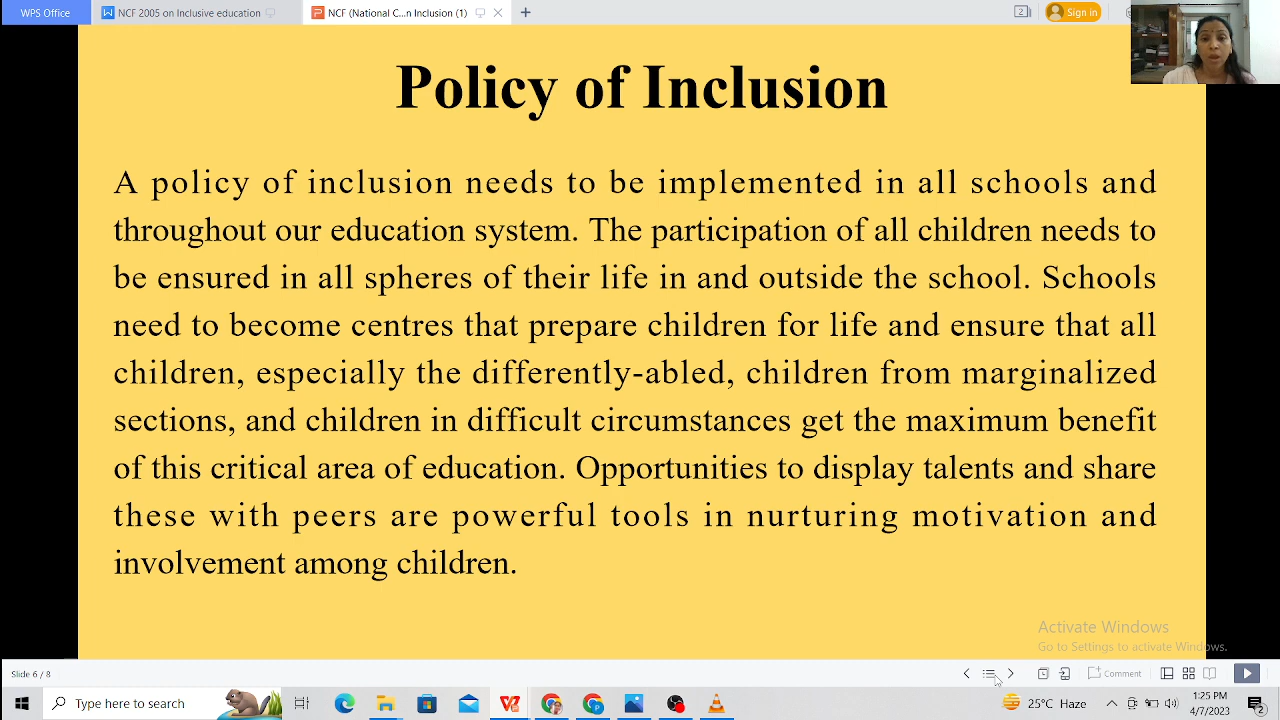 WPS Office
NCF 2005 on Inclusive education
NCF (National C...n Inclusion (1)
2
Sign in
Policy of Inclusion
A policy of inclusion needs to be implemented in all schools and
throughout our education system. The participation of all children needs to
be ensured in all spheres of their life in and outside the school. Schools
need to become centres that prepare children for life and ensure that all
children, especially the differently-abled, children from marginalized
sections, and children in difficult circumstances get the maximum benefit
of this critical area of education. Opportunities to display talents and share
these with peers are powerful tools in nurturing motivation and
involvement among children.
Activate Windows
Go to Settings to activate Windows.
Slide 6 / 8
Comment
Type here to search
25°C Haze
1:25 PM
4/7/2023
2